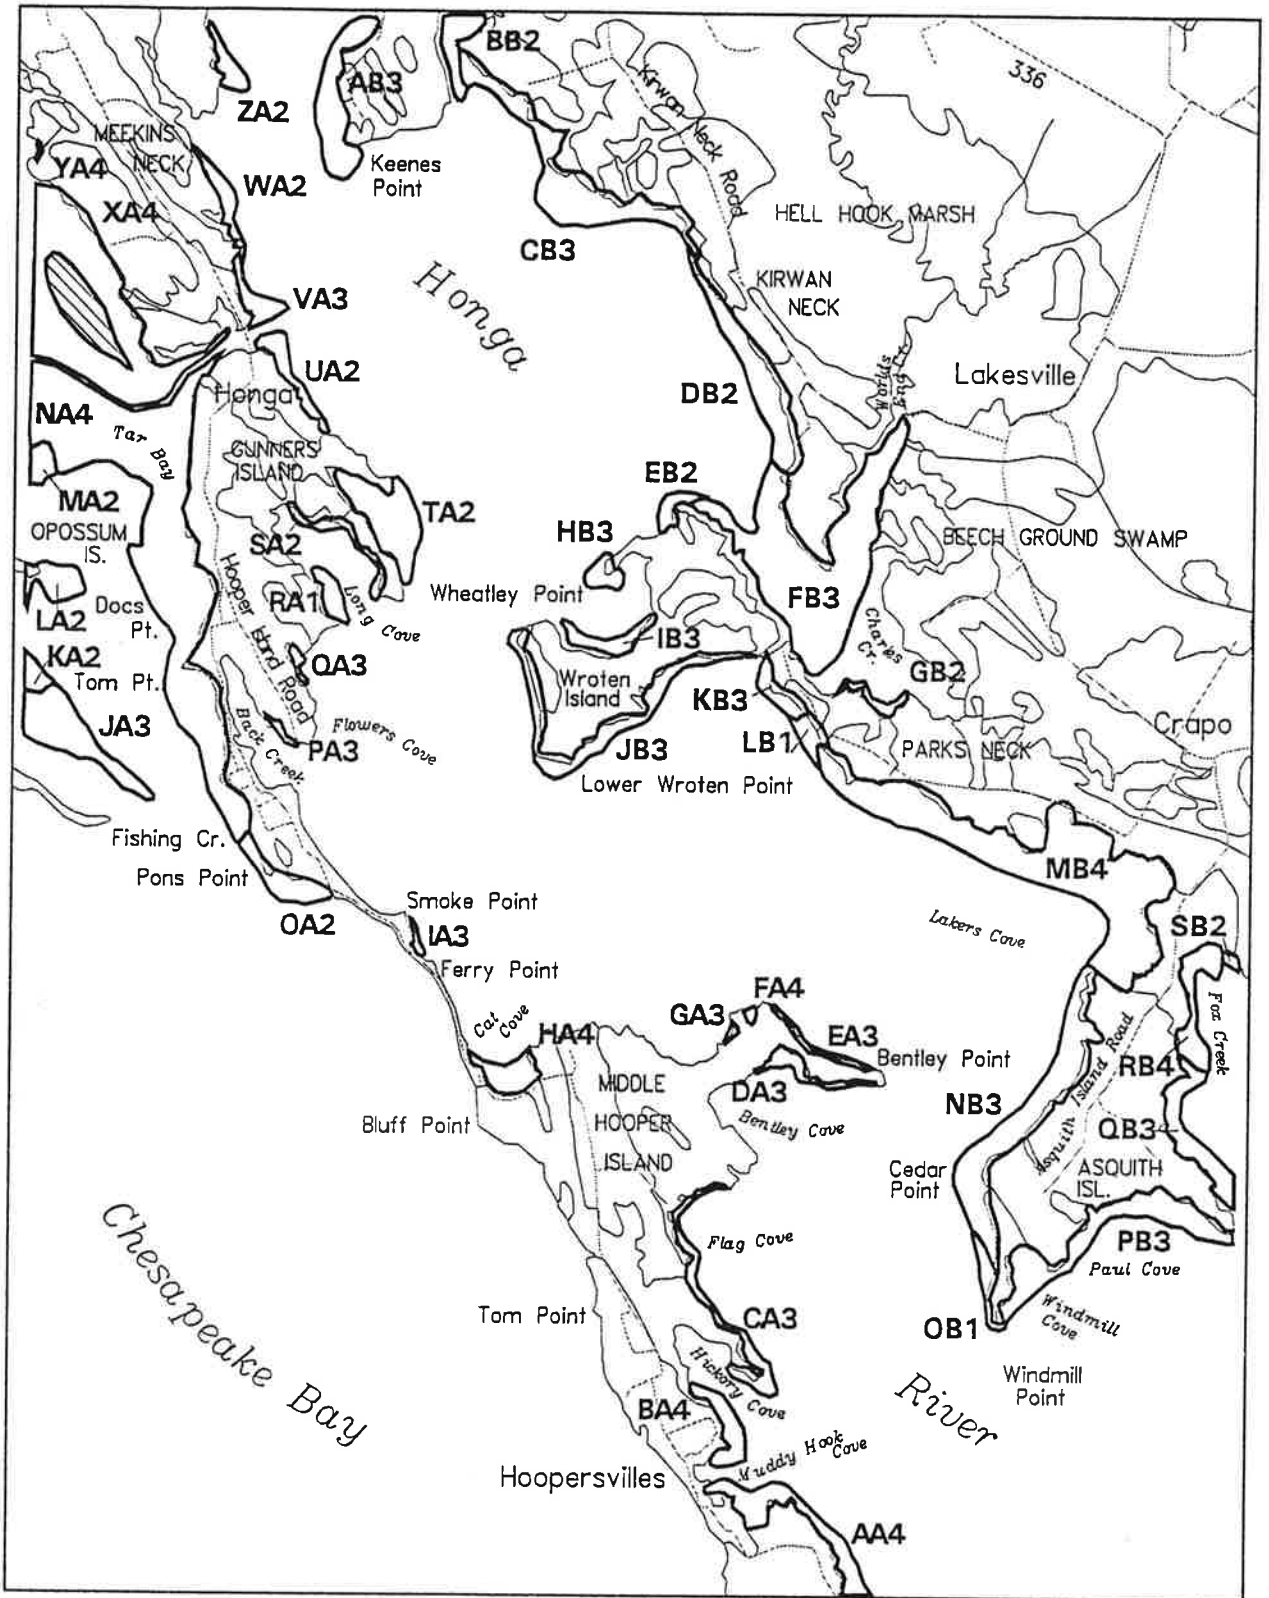 BB2
336
ZA2
AB3
Kirwan Neck Road
MEEKINS
NECK
Keenes
Point
YA4
WA2
XA4
HELL HOOK MARSH
CB3
Honga
KIRWAN
NECK
VA3
UA2
Worlds
End Cr.
Lakesville
Honga
DB2
NA4
Tar Bay
GUNNERS
ISLAND
EB2
MA2
TA2
OPOSSUM
IS.
SA2
HB3
BEECH GROUND SWAMP
Hooper Island Road
Wheatley Point
RA1
Long Cove
FB3
LA2
Docs
Pt.
Charles
Cr.
IB3
KA2
QA3
Tom Pt.
Wroten
Island
GB2
KB3
JA3
Back Creek
Flowers Cove
PA3
JB3
LB1
PARKS NECK
Crapo
Lower Wroten Point
Fishing Cr.
Pons Point
MB4
OA2
Smoke Point
IA3
Lakers Cove
SB2
Ferry Point
FA4
Cat
Cove
GA3
HA4
EA3
Fox Creek
Bentley Point
MIDDLE
HOOPER
ISLAND
DA3
Asquith Island Road
RB4
NB3
Bluff Point
Bentley Cove
QB3
Cedar
Point
ASQUITH
ISL.
Chesapeake Bay
Flag Cove
PB3
Paul Cove
Tom Point
CA3
OB1
Windmill
Cove
Hickory
Cove
Windmill
Point
River
BA4
Muddy Hook
Cove
Hoopersvilles
AA4